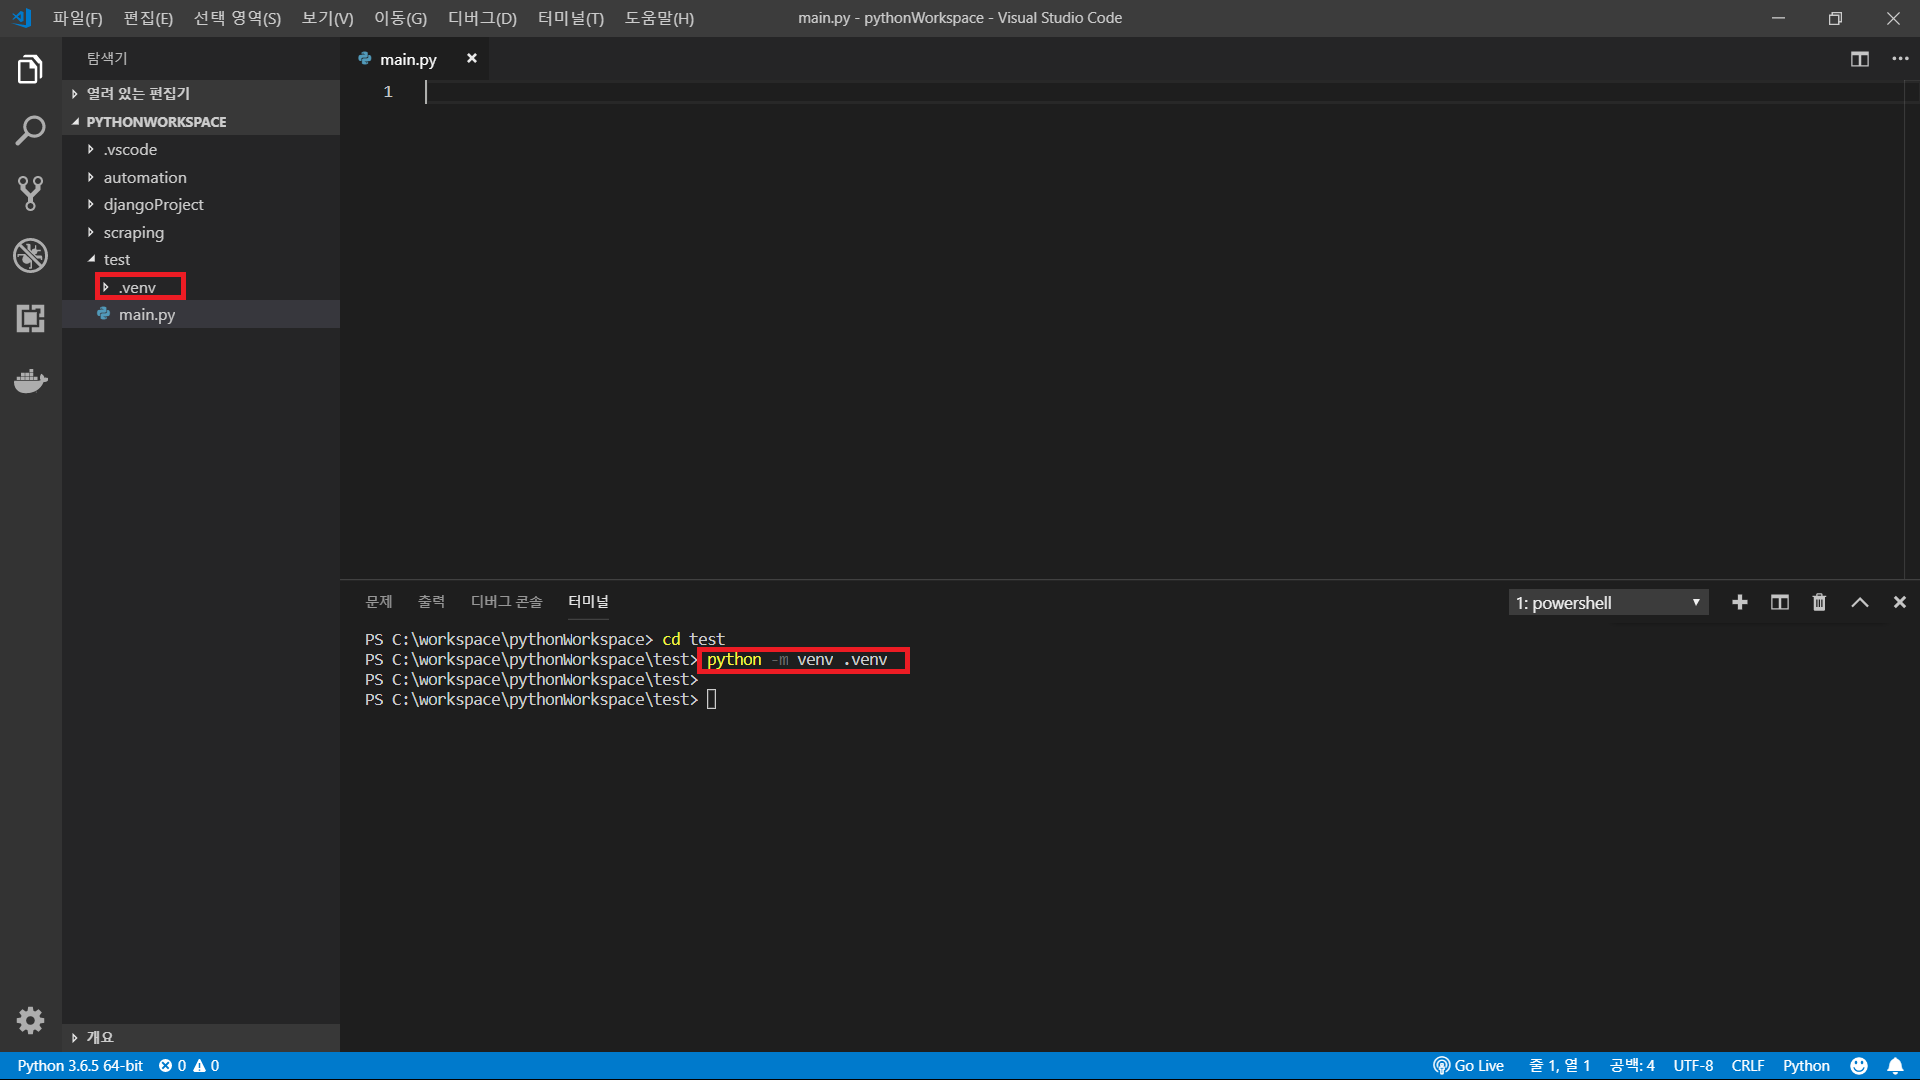 파일(F) 편집(E) 선택 영역(S) 보기(V) 이동(G) 디버그(D) 터미널(T) 도움말(H) main.py - pythonWorkspace - Visual Studio Code
탐색기
열려 있는 편집기
PYTHONWORKSPACE
.vscode
automation
djangoProject
scraping
test
.venv
main.py
개요
main.py
1
문제 출력 디버그 콘솔 터미널 1: powershell
PS C:\workspace\pythonWorkspace> cd test
PS C:\workspace\pythonWorkspace\test> python -m venv .venv
PS C:\workspace\pythonWorkspace\test>
PS C:\workspace\pythonWorkspace\test>
Python 3.6.5 64-bit 0 0 Go Live 줄 1, 열 1 공백: 4 UTF-8 CRLF Python